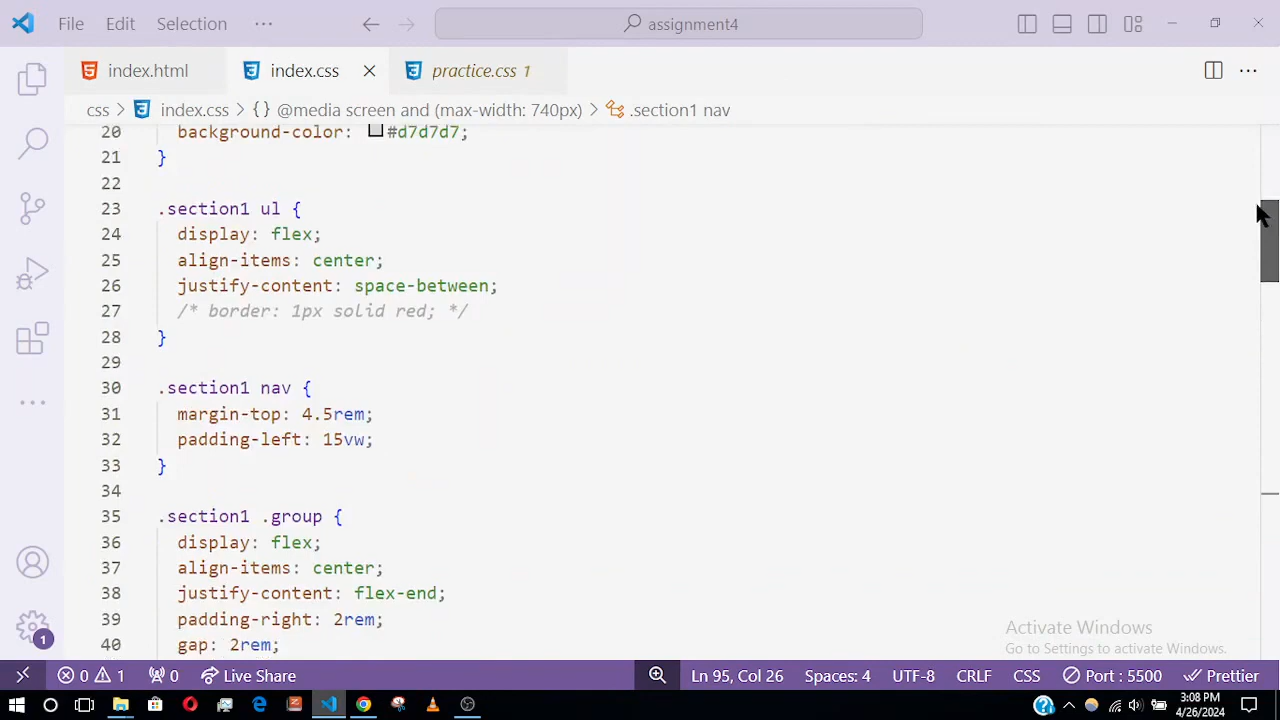 File Edit Selection ··· assignment4
index.html index.css practice.css 1 ···
css > index.css > {} @media screen and (max-width: 740px) > .section1 nav
20 background-color: #d7d7d7;
21 }
22
23 .section1 ul {
24 display: flex;
25 align-items: center;
26 justify-content: space-between;
27 /* border: 1px solid red; */
28 }
29
30 .section1 nav {
31 margin-top: 4.5rem;
32 padding-left: 15vw;
33 }
34
35 .section1 .group {
36 display: flex;
37 align-items: center;
38 justify-content: flex-end;
39 padding-right: 2rem;
40 gap: 2rem;
Activate Windows
Go to Settings to activate Windows.
1
0 1 0 Live Share Ln 95, Col 26 Spaces: 4 UTF-8 CRLF CSS Port : 5500 Prettier
3:08 PM
4/26/2024